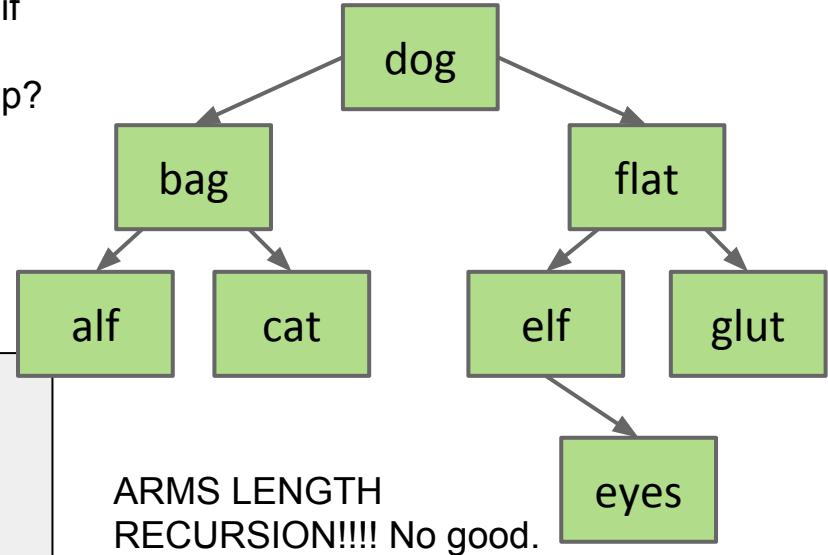 dog
p?
bag
flat
alf
cat
elf
glut
eyes
ARMS LENGTH
RECURSION!!!! No good.